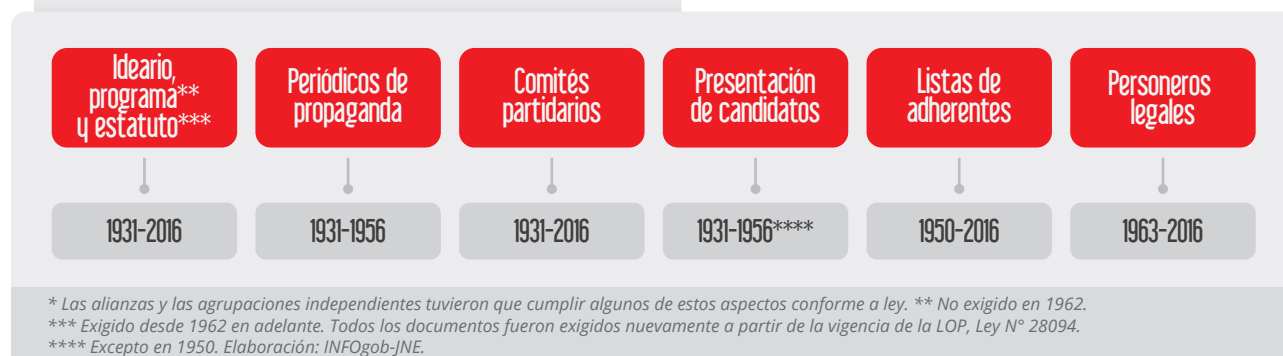 Ideario,
programa**
y estatuto***
Periódicos de
propaganda
Comités
partidarios
Presentación
de candidatos
Listas de
adherentes
Personeros
legales
1931-2016
1931-1956
1931-2016
1931-1956****
1950-2016
1963-2016
* Las alianzas y las agrupaciones independientes tuvieron que cumplir algunos de estos aspectos conforme a ley. ** No exigido en 1962.
*** Exigido desde 1962 en adelante. Todos los documentos fueron exigidos nuevamente a partir de la vigencia de la LOP, Ley N° 28094.
**** Excepto en 1950. Elaboración: INFOgob-JNE.